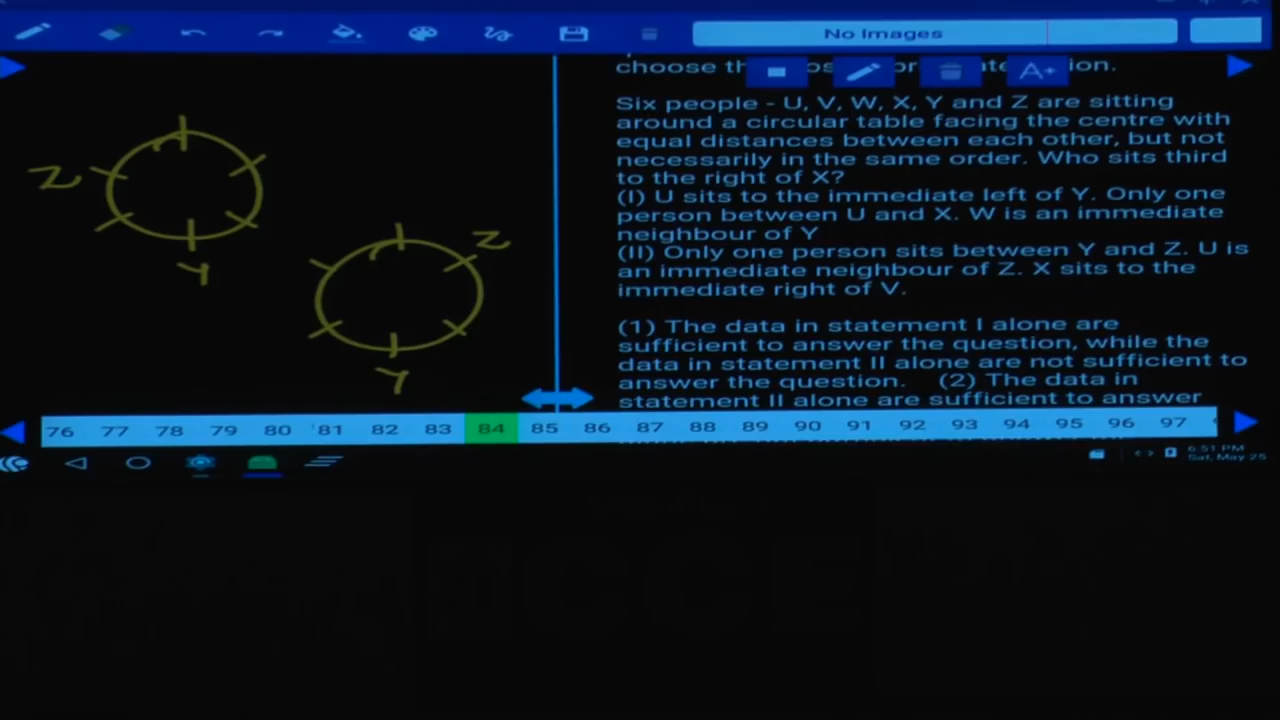 No Images
choose th
ion.
A+
Six people - U, V, W, X, Y and Z are sitting
around a circular table facing the centre with
equal distances between each other, but not
necessarily in the same order. Who sits third
to the right of X?
(I) U sits to the immediate left of Y. Only one
person between U and X. W is an immediate
neighbour of Y
(II) Only one person sits between Y and Z. U is
an immediate neighbour of Z. X sits to the
immediate right of V.
(1) The data in statement I alone are
sufficient to answer the question, while the
data in statement II alone are not sufficient to
answer the question. (2) The data in
statement II alone are sufficient to answer
Z
Y
Z
Y
76 77 78 79 80 81 82 83 84 85 86 87 88 89 90 91 92 93 94 95 96 97
6:51 PM
Sat, May 25